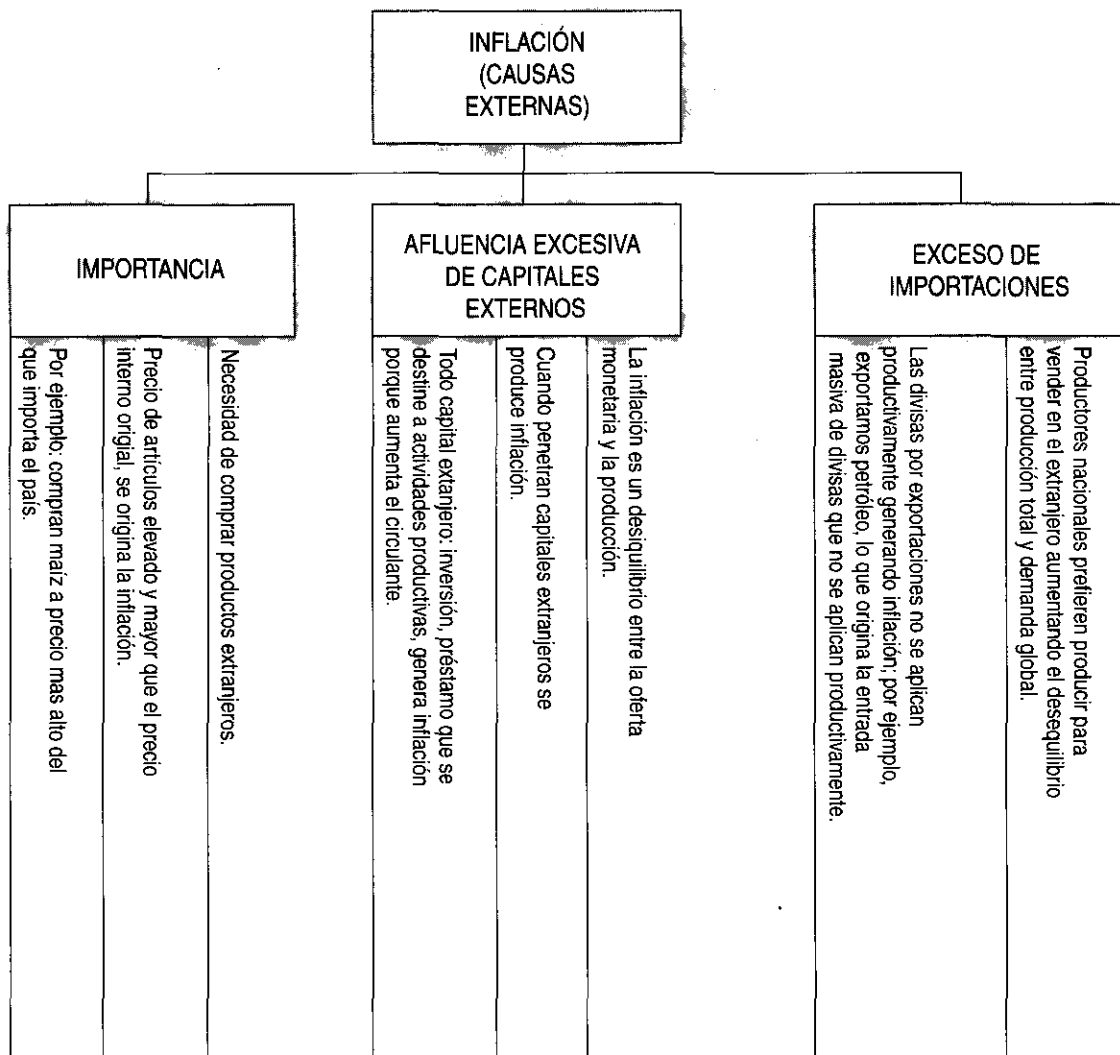 INFLACIÓN
(CAUSAS
EXTERNAS)
IMPORTANCIA
Necesidad de comprar productos extranjeros.
Precio de artículos elevado y mayor que el precio
interno origial, se origina la inflación.
Por ejemplo: compran maíz a precio mas alto del
que importa el país.
AFLUENCIA EXCESIVA
DE CAPITALES
EXTERNOS
La inflación es un desiquilibrio entre la oferta
monetaria y la producción.
Cuando penetran capitales extranjeros se
produce inflación.
Todo capital extanjero: inversión, préstamo que se
destine a actividades productivas, genera inflación
porque aumenta el circulante.
EXCESO DE
IMPORTACIONES
Productores nacionales prefieren producir para
vender en el extranjero aumentando el desequilibrio
entre producción total y demanda global.
Las divisas por exportaciones no se aplican
productivamente generando inflación; por ejemplo,
exportamos petróleo, lo que origina la entrada
masiva de divisas que no se aplican productivamente.